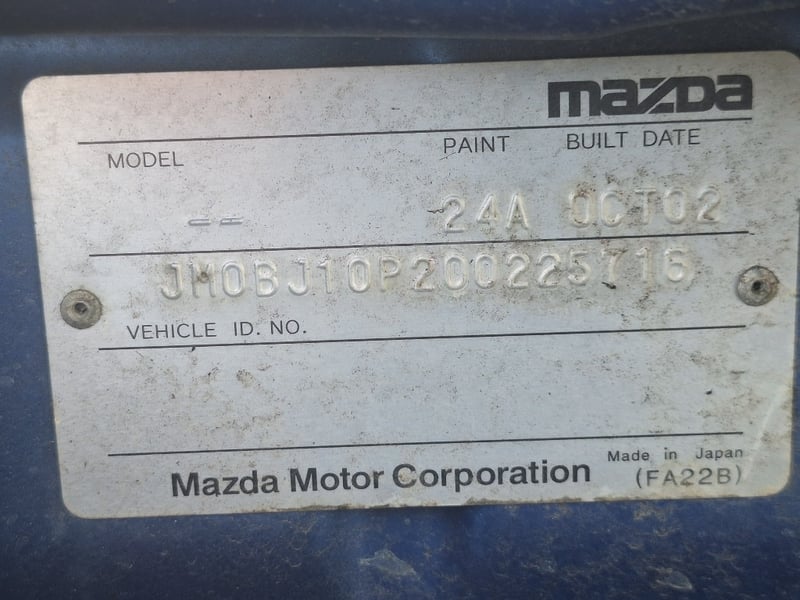 mazda
MODEL PAINT BUILT DATE
-- 24A OCT02
JM0BJ10P200225716
VEHICLE ID. NO.
Mazda Motor Corporation
Made in Japan
(FA22B)